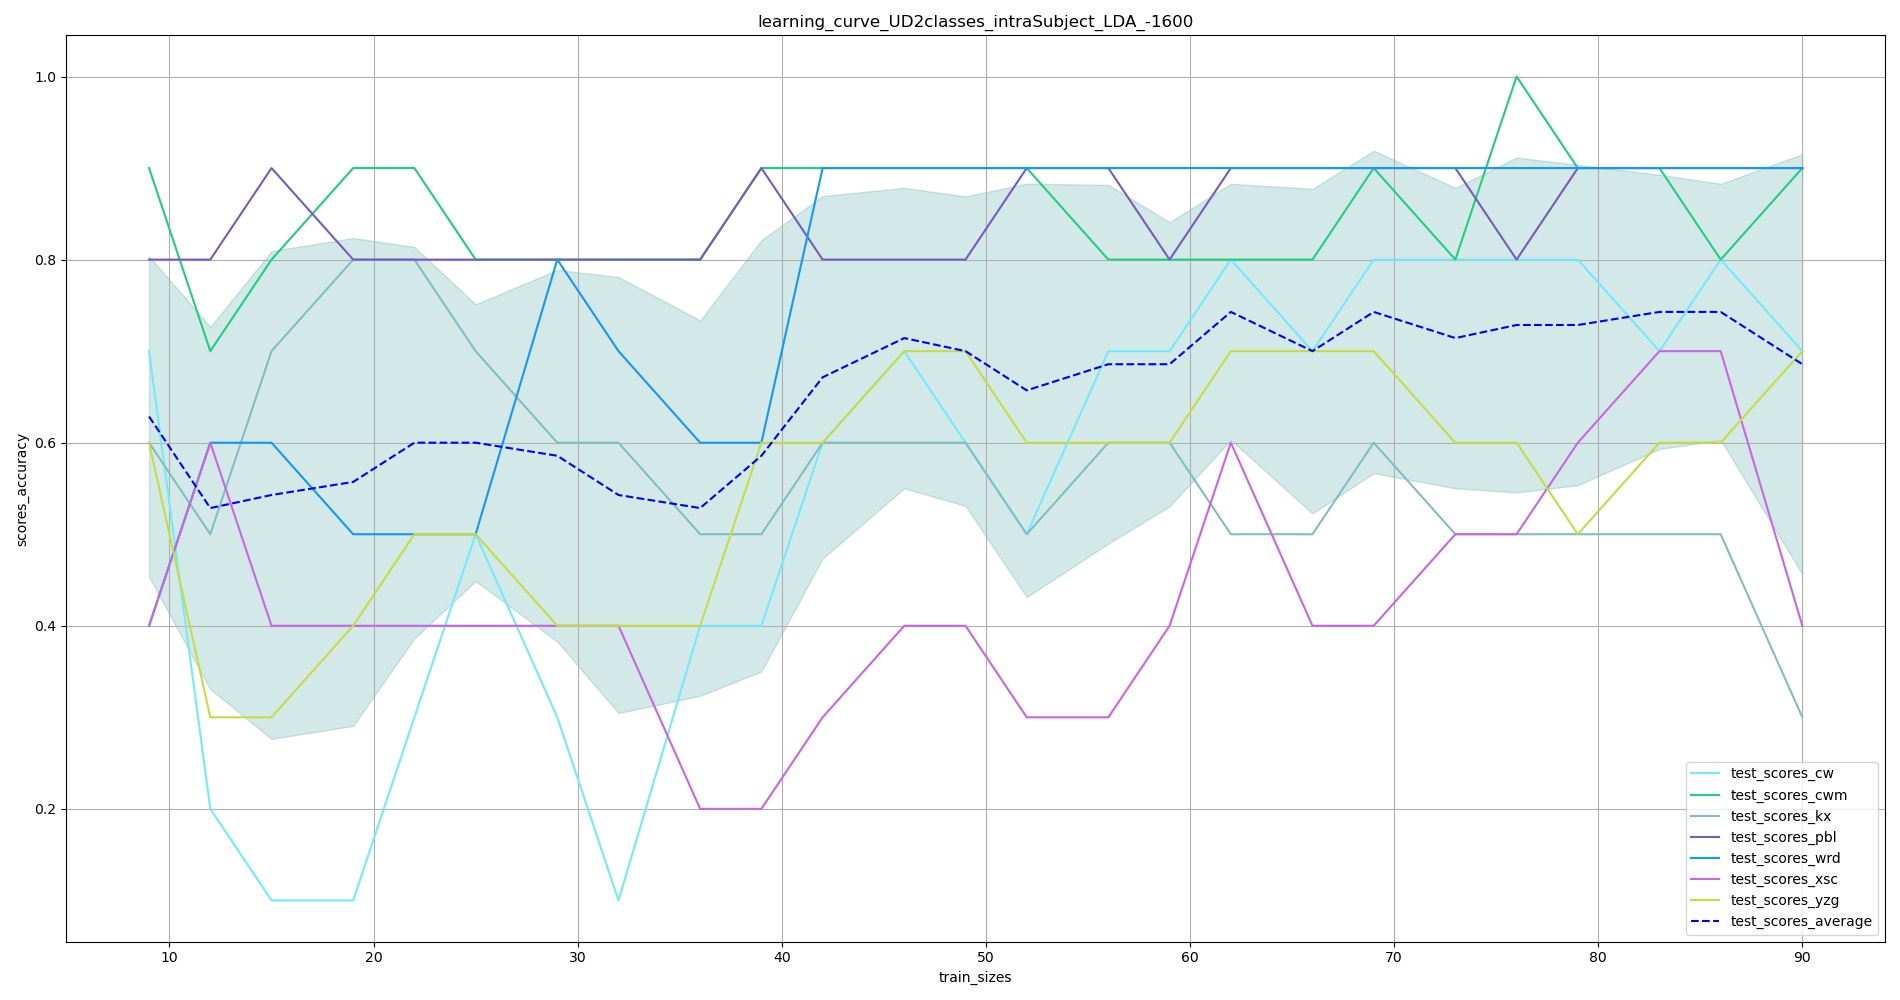 learning_curve_UD2classes_intraSubject_LDA_-1600
scores_accuracy
1.0
0.8
0.6
0.4
0.2
10 20 30 40 50 60 70 80 90
train_sizes
test_scores_cw
test_scores_cwm
test_scores_kx
test_scores_pbl
test_scores_wrd
test_scores_xsc
test_scores_yzg
test_scores_average